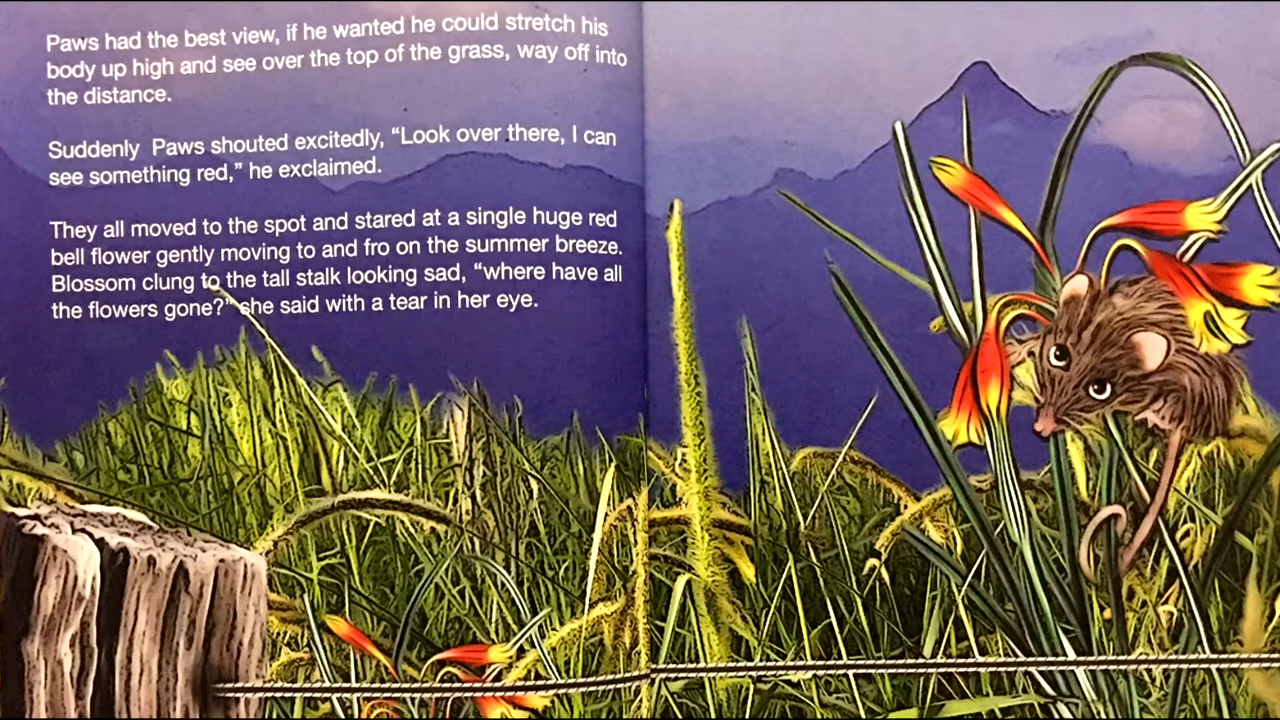 Paws had the best view, if he wanted he could stretch his
body up high and see over the top of the grass, way off into
the distance.
Suddenly Paws shouted excitedly, “Look over there, I can
see something red,” he exclaimed.
They all moved to the spot and stared at a single huge red
bell flower gently moving to and fro on the summer breeze.
Blossom clung to the tall stalk looking sad, “where have all
the flowers gone?” she said with a tear in her eye.